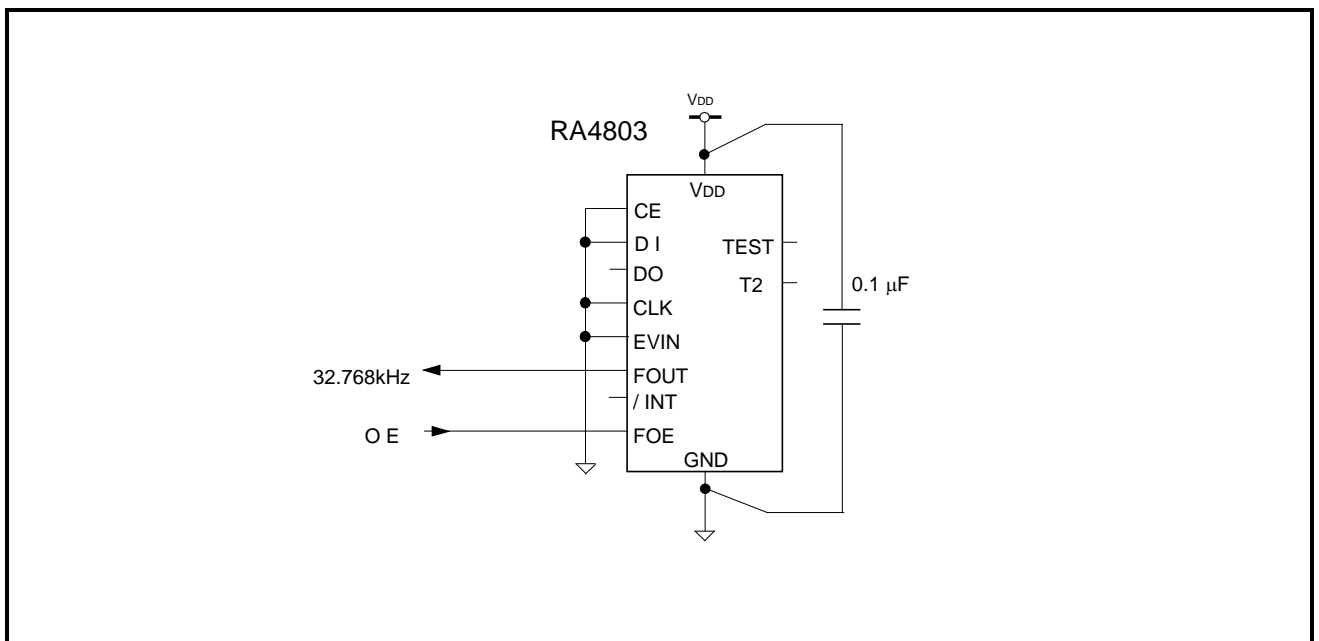 VDD
RA4803
VDD
CE
D I
TEST
DO
T2
0.1 μF
CLK
EVIN
FOUT
32.768kHz
/ INT
O E
FOE
GND